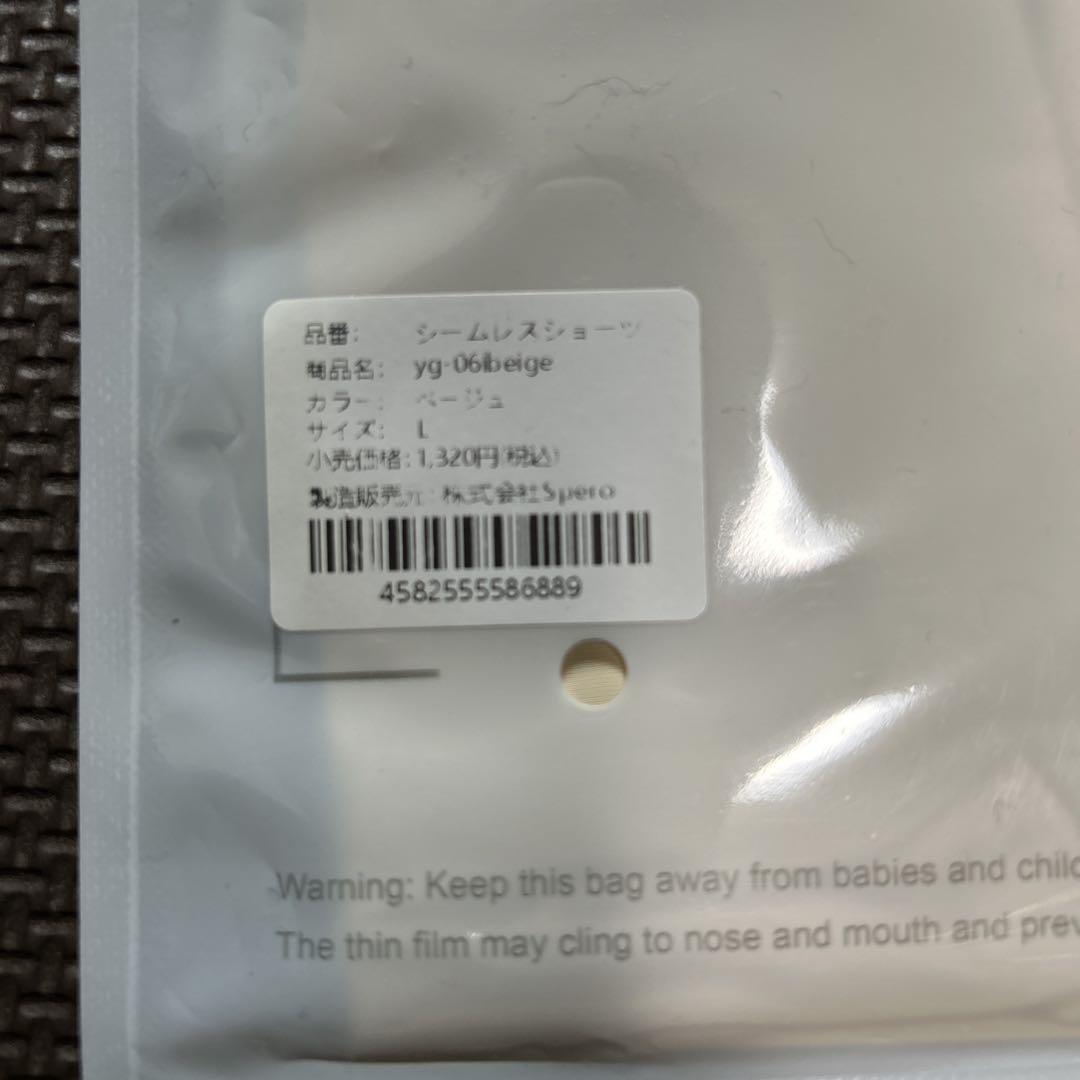 品番: シームレスショーツ
商品名: yg-06lbeige
カラー: ベージュ
サイズ: L
小売価格:1,320円(税込)
製造販売元: 株式会社Spero
4582555586889
Warning: Keep this bag away from babies and
The thin film may cling to nose and mouth and